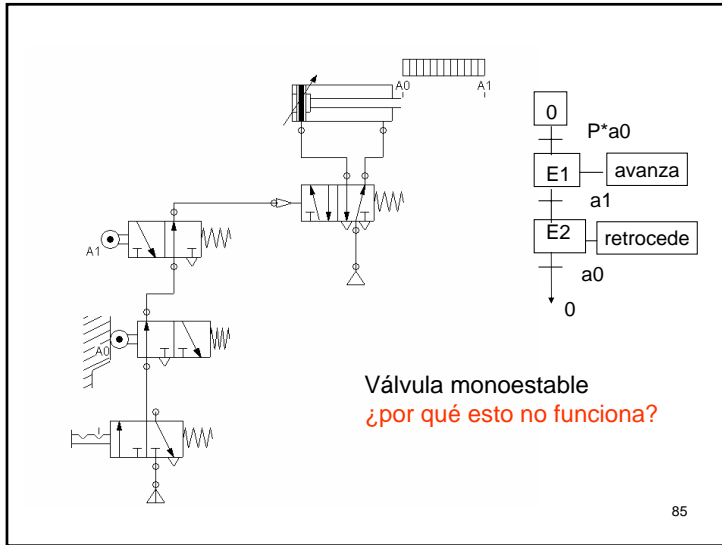 A0 A1
0
P*a0
E1 avanza
a1
E2 retrocede
a0
0
A1
A0
Válvula monoestable
¿por qué esto no funciona?
85